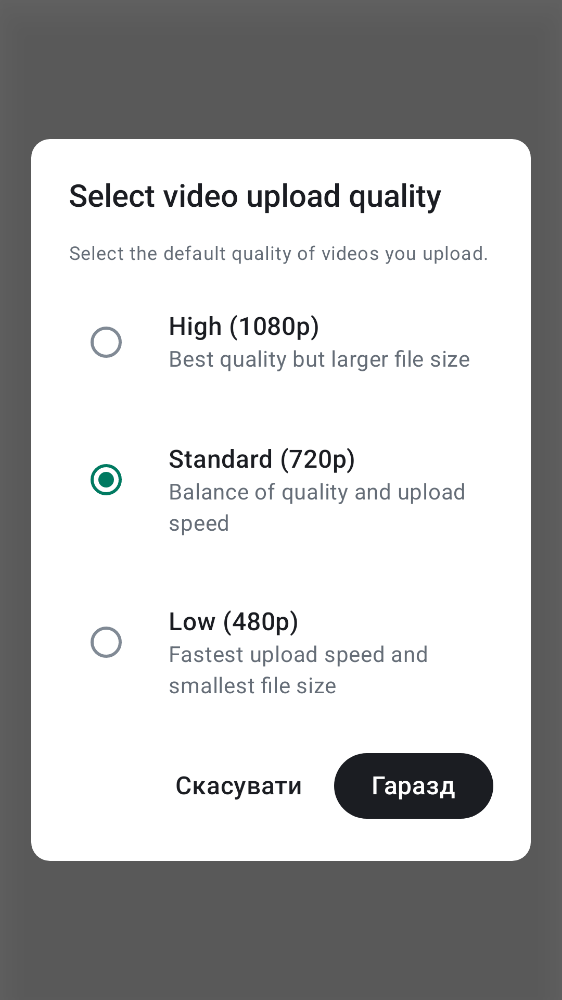 Select video upload quality
Select the default quality of videos you upload.
High (1080p)
Best quality but larger file size
Standard (720p)
Balance of quality and upload
speed
Low (480p)
Fastest upload speed and
smallest file size
Скасувати
Гаразд